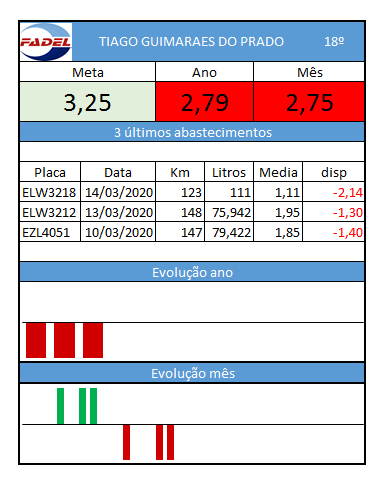 FADEL TIAGO GUIMARAES DO PRADO 18º
Meta Ano Mês
3,25 2,79 2,75
3 últimos abastecimentos
Placa Data Km Litros Media disp
ELW3218 14/03/2020 123 111 1,11 -2,14
ELW3212 13/03/2020 148 75,942 1,95 -1,30
EZL4051 10/03/2020 147 79,422 1,85 -1,40
Evolução ano
Evolução mês